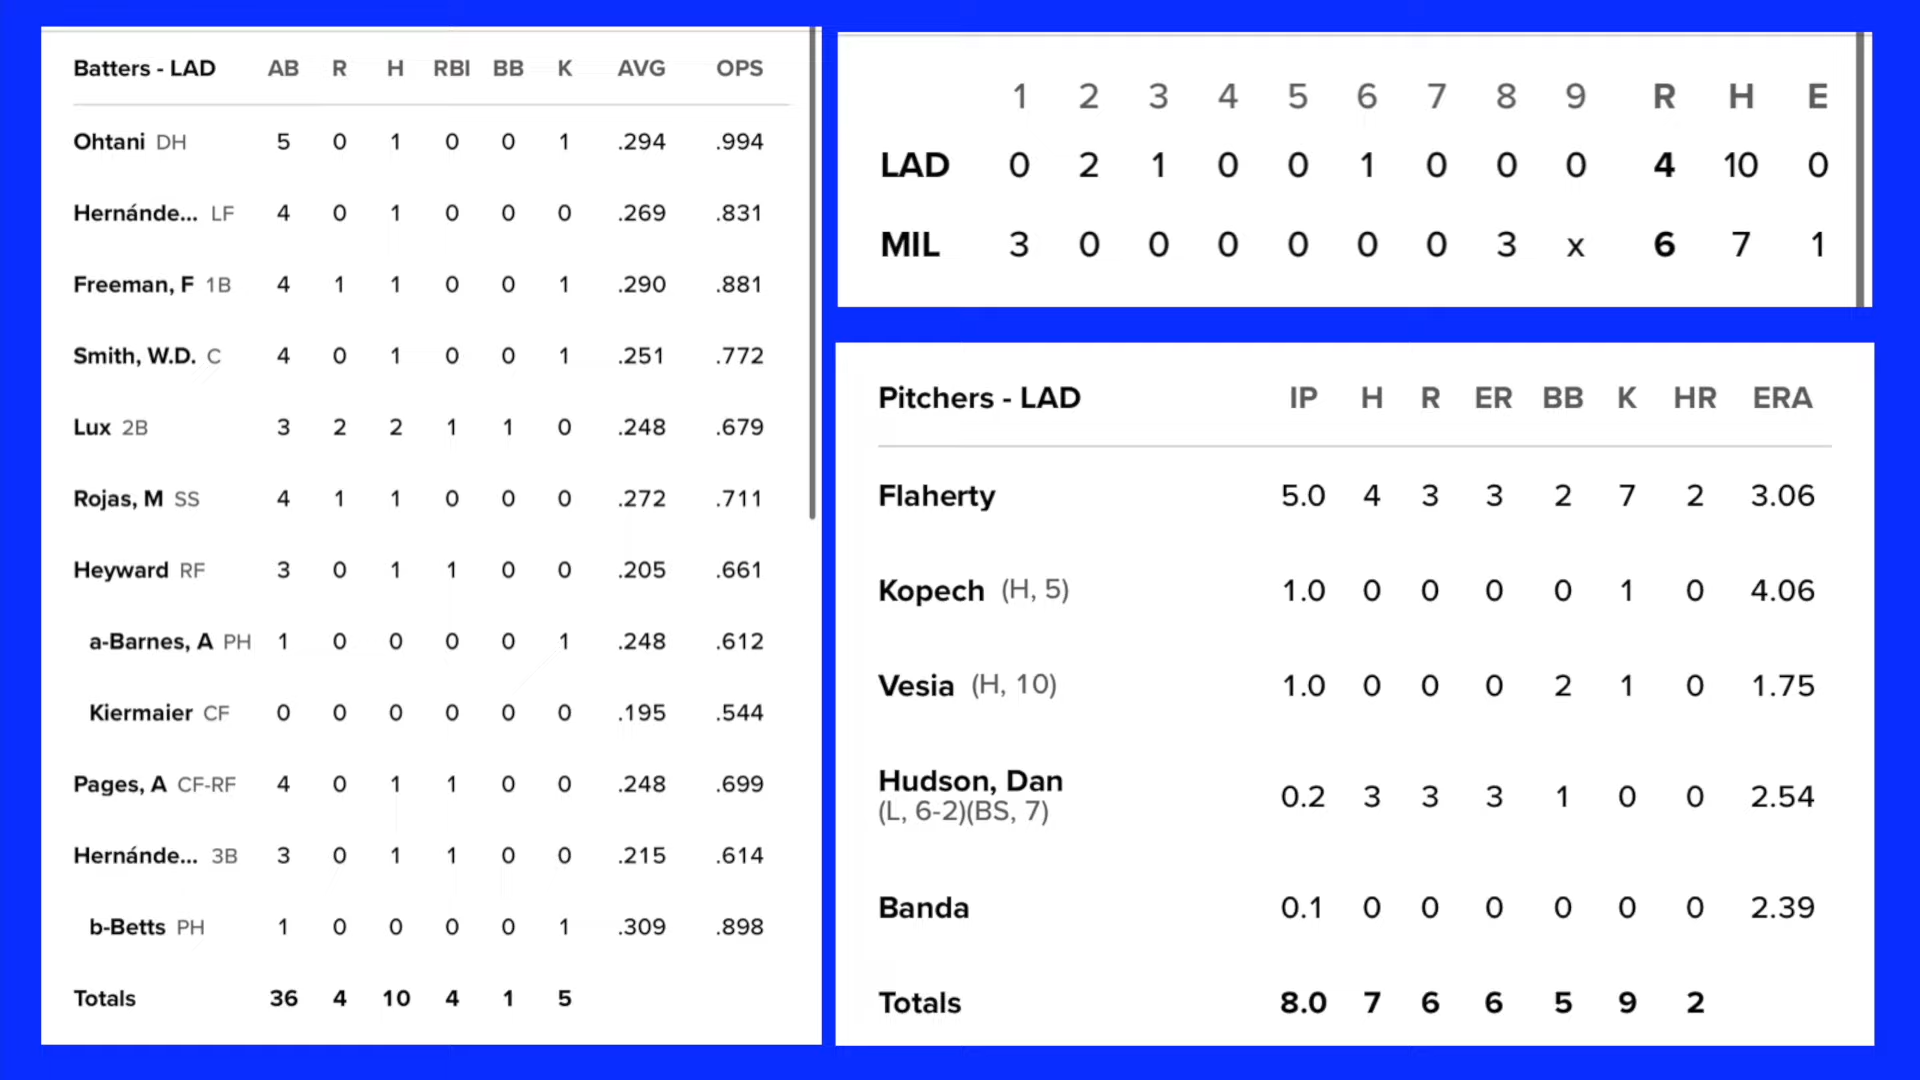 Batters - LAD AB R H RBI BB K AVG OPS
Ohtani DH 5 0 1 0 0 1 .294 .994
Hernánde... LF 4 0 1 0 0 0 .269 .831
Freeman, F 1B 4 1 1 0 0 1 .290 .881
Smith, W.D. C 4 0 1 0 0 1 .251 .772
Lux 2B 3 2 2 1 1 0 .248 .679
Rojas, M SS 4 1 1 0 0 0 .272 .711
Heyward RF 3 0 1 1 0 0 .205 .661
a-Barnes, A PH 1 0 0 0 0 1 .248 .612
Kiermaier CF 0 0 0 0 0 0 .195 .544
Pages, A CF-RF 4 0 1 1 0 0 .248 .699
Hernánde... 3B 3 0 1 1 0 0 .215 .614
b-Betts PH 1 0 0 0 0 1 .309 .898
Totals 36 4 10 4 1 5
1 2 3 4 5 6 7 8 9 R H E
LAD 0 2 1 0 0 1 0 0 0 4 10 0
MIL 3 0 0 0 0 0 0 3 x 6 7 1
Pitchers - LAD IP H R ER BB K HR ERA
Flaherty 5.0 4 3 3 2 7 2 3.06
Kopech (H, 5) 1.0 0 0 0 0 1 0 4.06
Vesia (H, 10) 1.0 0 0 0 2 1 0 1.75
Hudson, Dan
(L, 6-2)(BS, 7) 0.2 3 3 3 1 0 0 2.54
Banda 0.1 0 0 0 0 0 0 2.39
Totals 8.0 7 6 6 5 9 2